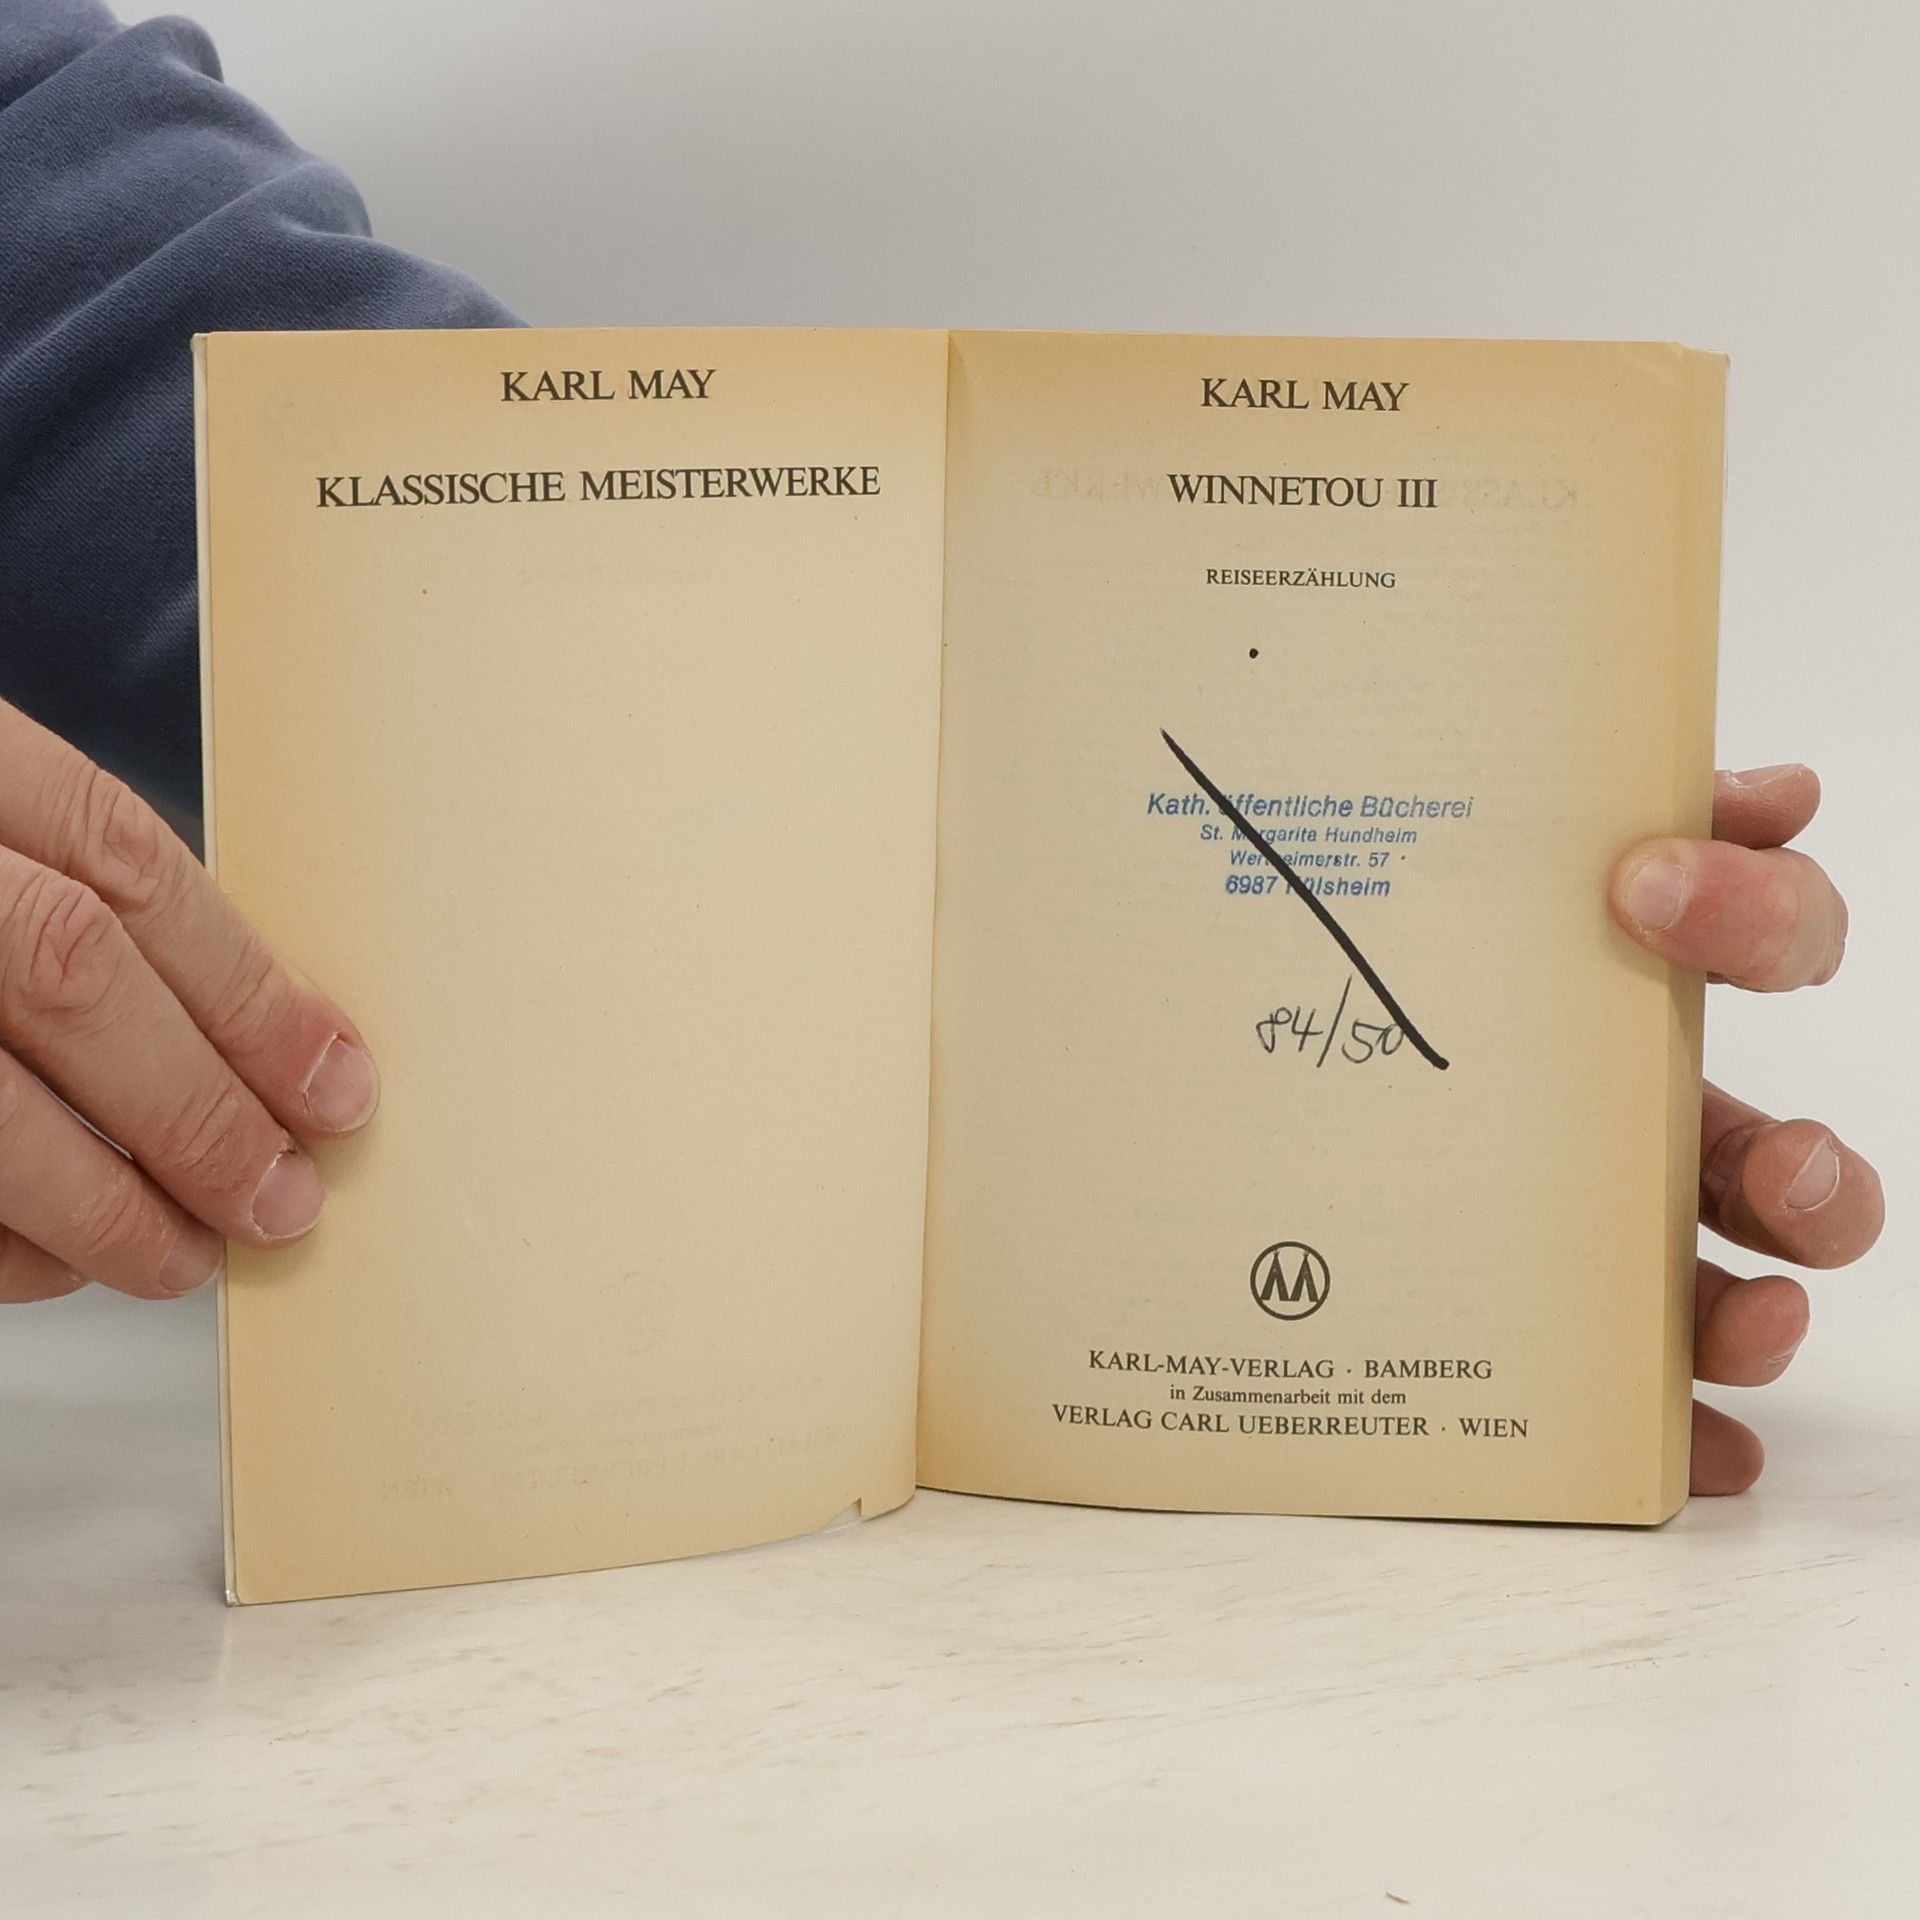 KARL MAY
KLASSISCHE MEISTERWERKE
KARL MAY
WINNETOU III
REISEERZÄHLUNG
Kath. öffentliche Bücherei
St. Margarita Hundheim
Wertheimerstr. 57
6987 Külsheim
84/50
KARL-MAY-VERLAG · BAMBERG
in Zusammenarbeit mit dem
VERLAG CARL UEBERREUTER · WIEN